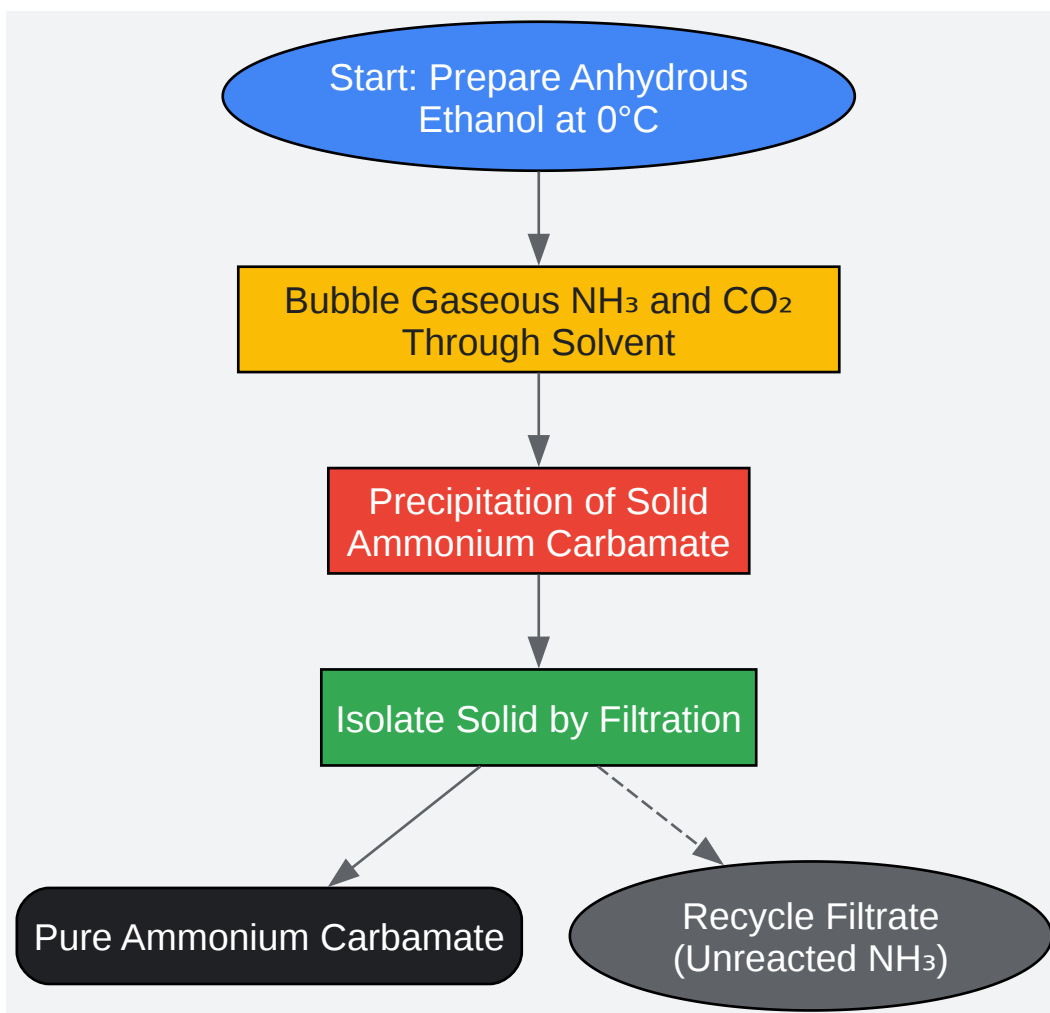 Start: Prepare Anhydrous
Ethanol at 0°C
Bubble Gaseous NH₃ and CO₂
Through Solvent
Precipitation of Solid
Ammonium Carbamate
Isolate Solid by Filtration
Pure Ammonium Carbamate
Recycle Filtrate
(Unreacted NH₃)